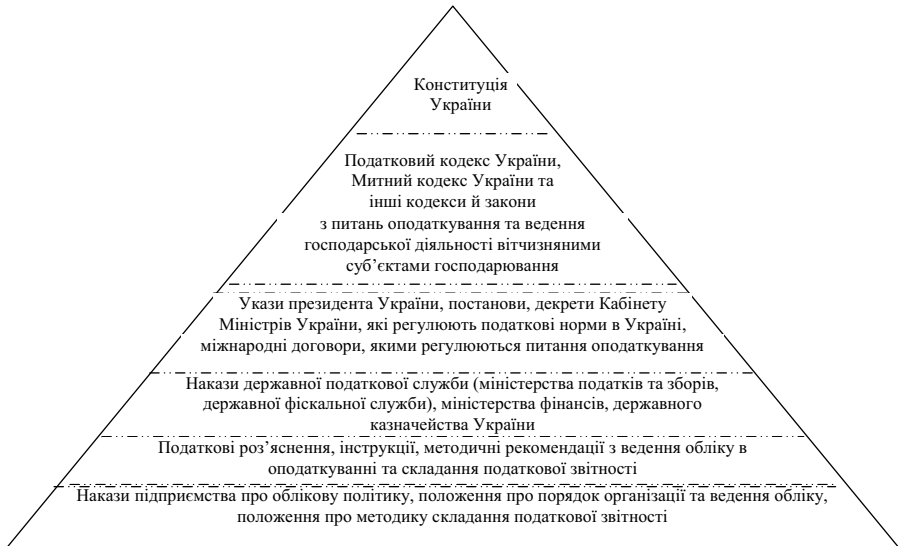 Конституція
України
Податковий кодекс України,
Митний кодекс України та
інші кодекси й закони
з питань оподаткування та ведення
господарської діяльності вітчизняними
суб’єктами господарювання
Укази президента України, постанови, декрети Кабінету
Міністрів України, які регулюють податкові норми в Україні,
міжнародні договори, якими регулюються питання оподаткування
Накази державної податкової служби (міністерства податків та зборів,
державної фіскальної служби), міністерства фінансів, державного
казначейства України
Податкові роз’яснення, інструкції, методичні рекомендації з ведення обліку в
оподаткуванні та складання податкової звітності
Накази підприємства про облікову політику, положення про порядок організації та ведення обліку,
положення про методику складання податкової звітності